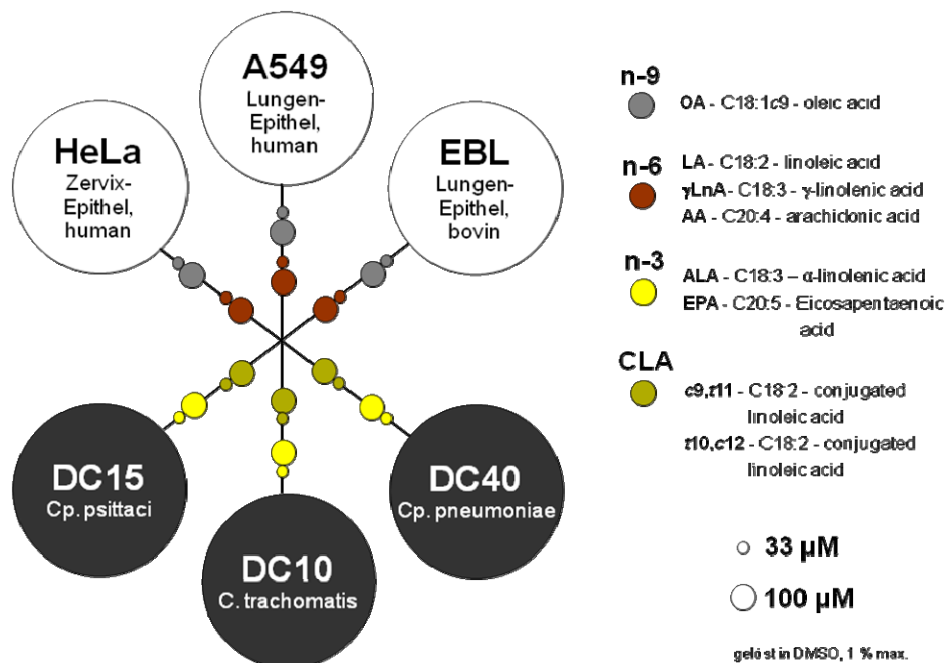 A549
Lungen-
Epithel,
human
HeLa
Zervix-
Epithel,
human
EBL
Lungen-
Epithel,
bovin
DC15
Cp. psittaci
DC10
C. trachomatis
DC40
Cp. pneumoniae
n-9
OA - C18:1c9 - oleic acid
n-6
LA - C18:2 - linoleic acid
γLnA - C18:3 - γ-linolenic acid
AA - C20:4 - arachidonic acid
n-3
ALA - C18:3 – α-linolenic acid
EPA - C20:5 - Eicosapentaenoic
acid
CLA
c9,t11 - C18:2 - conjugated
linoleic acid
t10,c12 - C18:2 - conjugated
linoleic acid
33 µM
100 µM
gelöst in DMSO, 1 % max.